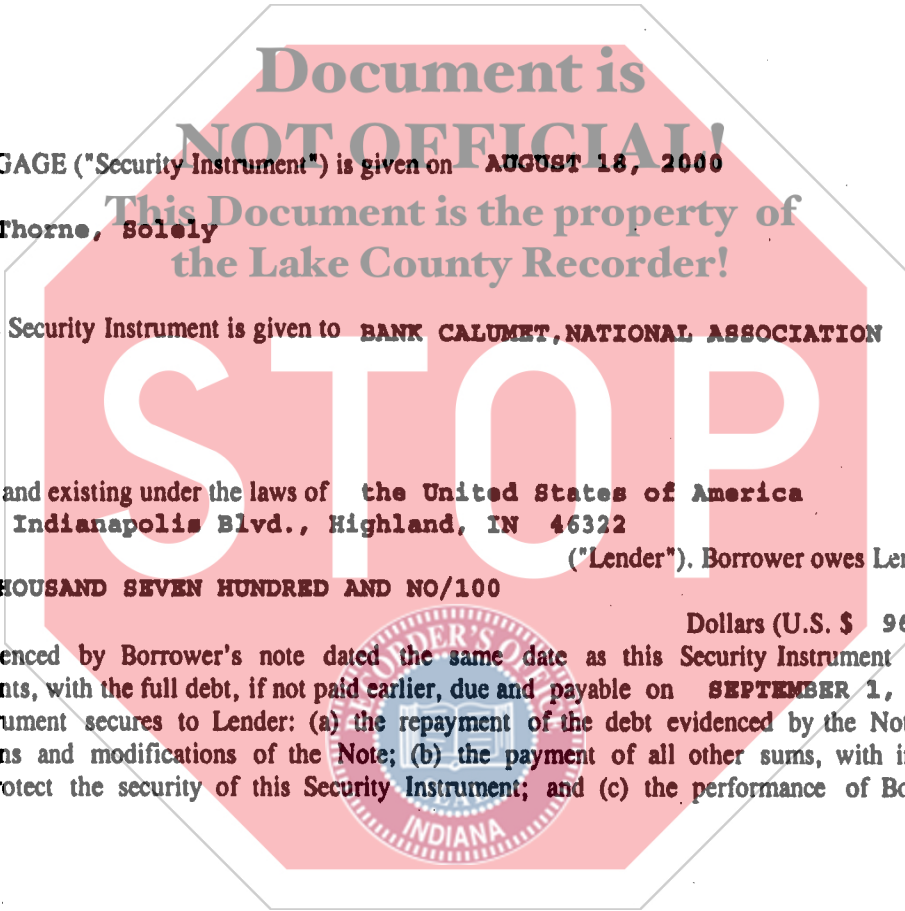 Document is
NOT OFFICIAL!
GAGE ("Security Instrument") is given on AUGUST 18, 2000
This Document is the property of
Thorne, Solely
the Lake County Recorder!
Security Instrument is given to BANK CALUMET, NATIONAL ASSOCIATION
STOP
and existing under the laws of the United States of America
Indianapolis Blvd., Highland, IN 46322
("Lender"). Borrower owes Len
HOUSAND SEVEN HUNDRED AND NO/100
Dollars (U.S. $ 96
enced by Borrower's note dated the same date as this Security Instrument
nts, with the full debt, if not paid earlier, due and payable on SEPTEMBER 1,
ument secures to Lender: (a) the repayment of the debt evidenced by the Not
ns and modifications of the Note; (b) the payment of all other sums, with i
otect the security of this Security Instrument; and (c) the performance of Bo
RECORDER'S OFFICE
INDIANA